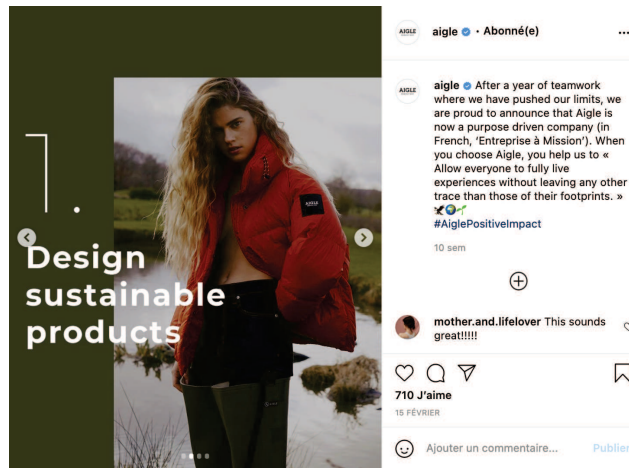 1.
Design
sustainable
products
AIGLE
AIGLE
aigle • Abonné(e)
...
AIGLE
aigle After a year of teamwork
where we have pushed our limits, we
are proud to announce that Aigle is
now a purpose driven company (in
French, ‘Entreprise à Mission’). When
you choose Aigle, you help us to «
Allow everyone to fully live
experiences without leaving any other
trace than those of their footprints. »
🦅🌍🌱
#AiglePositiveImpact
10 sem
mother.and.lifelover This sounds
great!!!!!
710 J’aime
15 FÉVRIER
Ajouter un commentaire...
Publier